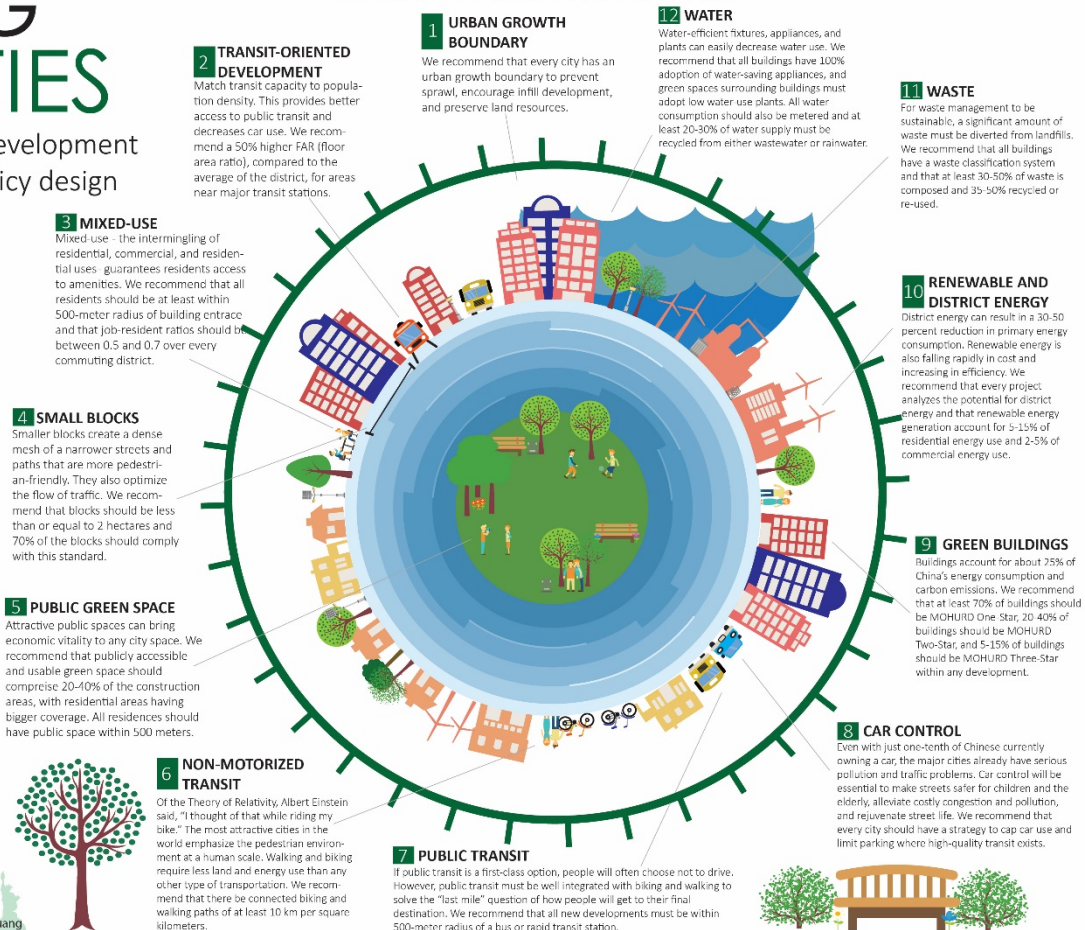 G
TIES
evelopment
icy design
1 URBAN GROWTH
BOUNDARY
We recommend that every city has an
urban growth boundary to prevent
sprawl, encourage infill development,
and preserve land resources.
2 TRANSIT-ORIENTED
DEVELOPMENT
Match transit capacity to popula-
tion density. This provides better
access to public transit and
decreases car use. We recom-
mend a 50% higher FAR (floor
area ratio), compared to the
average of the district, for areas
near major transit stations.
3 MIXED-USE
Mixed-use - the intermingling of
residential, commercial, and residen-
tial uses - guarantees residents access
to amenities. We recommend that all
residents should be at least within
500-meter radius of building entrace
and that job-resident ratios should be
between 0.5 and 0.7 over every
commuting district.
4 SMALL BLOCKS
Smaller blocks create a dense
mesh of a narrower streets and
paths that are more pedestri-
an-friendly. They also optimize
the flow of traffic. We recom-
mend that blocks should be less
than or equal to 2 hectares and
70% of the blocks should comply
with this standard.
5 PUBLIC GREEN SPACE
Attractive public spaces can bring
economic vitality to any city space. We
recommend that publicly accessible
and usable green space should
compreise 20-40% of the construction
areas, with residential areas having
bigger coverage. All residences should
have public space within 500 meters.
6 NON-MOTORIZED
TRANSIT
Of the Theory of Relativity, Albert Einstein
said, "I thought of that while riding my
bike." The most attractive cities in the
world emphasize the pedestrian environ-
ment at a human scale. Walking and biking
require less land and energy use than any
other type of transportation. We recom-
mend that there be connected biking and
walking paths of at least 10 km per square
kilometers.
7 PUBLIC TRANSIT
If public transit is a first-class option, people will often choose not to drive.
However, public transit must be well integrated with biking and walking to
solve the "last mile" question of how people will get to their final
destination. We recommend that all new developments must be within
500-meter radius of a bus or rapid transit station.
8 CAR CONTROL
Even with just one-tenth of Chinese currently
owning a car, the major cities already have serious
pollution and traffic problems. Car control will be
essential to make streets safer for children and the
elderly, alleviate costly congestion and pollution,
and rejuvenate street life. We recommend that
every city should have a strategy to cap car use and
limit parking where high-quality transit exists.
9 GREEN BUILDINGS
Buildings account for about 25% of
China's energy consumption and
carbon emissions. We recommend
that at least 70% of buildings should
be MOHURD One-Star, 20-40% of
buildings should be MOHURD
Two-Star, and 5-15% of buildings
should be MOHURD Three-Star
within any development.
10 RENEWABLE AND
DISTRICT ENERGY
District energy can result in a 30-50
percent reduction in primary energy
consumption. Renewable energy is
also falling rapidly in cost and
increasing in efficiency. We
recommend that every project
analyzes the potential for district
energy and that renewable energy
generation account for 5-15% of
residential energy use and 2-5% of
commercial energy use.
11 WASTE
For waste management to be
sustainable, a significant amount of
waste must be diverted from landfills.
We recommend that all buildings
have a waste classification system
and that at least 30-50% of waste is
composed and 35-50% recycled or
re-used.
12 WATER
Water-efficient fixtures, appliances, and
plants can easily decrease water use. We
recommend that all buildings have 100%
adoption of water-saving appliances, and
green spaces surrounding buildings must
adopt low water use plants. All water
consumption should also be metered and at
least 20-30% of water supply must be
recycled from either wastewater or rainwater.
uang